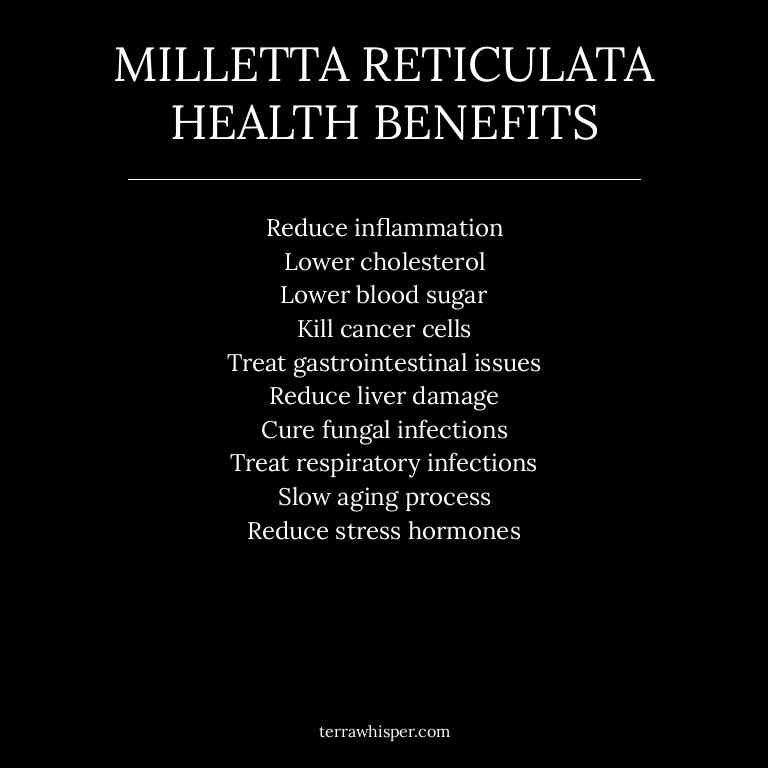 MILLETTA RETICULATA
HEALTH BENEFITS
Reduce inflammation
Lower cholesterol
Lower blood sugar
Kill cancer cells
Treat gastrointestinal issues
Reduce liver damage
Cure fungal infections
Treat respiratory infections
Slow aging process
Reduce stress hormones
terrawhisper.com